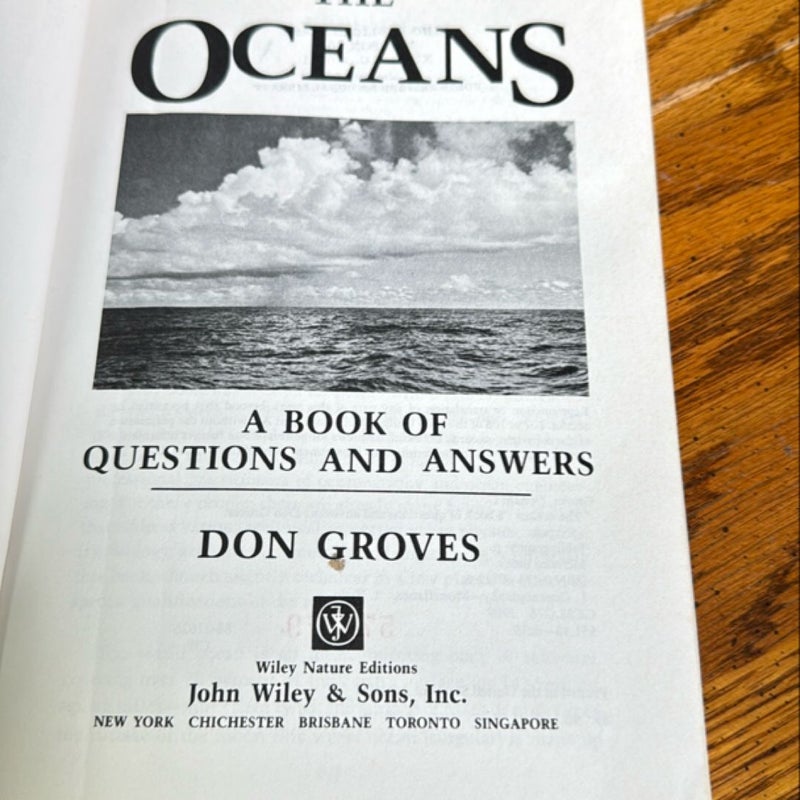 THE
OCEANS
A BOOK OF
QUESTIONS AND ANSWERS
DON GROVES
Wiley Nature Editions
John Wiley & Sons, Inc.
NEW YORK CHICHESTER BRISBANE TORONTO SINGAPORE